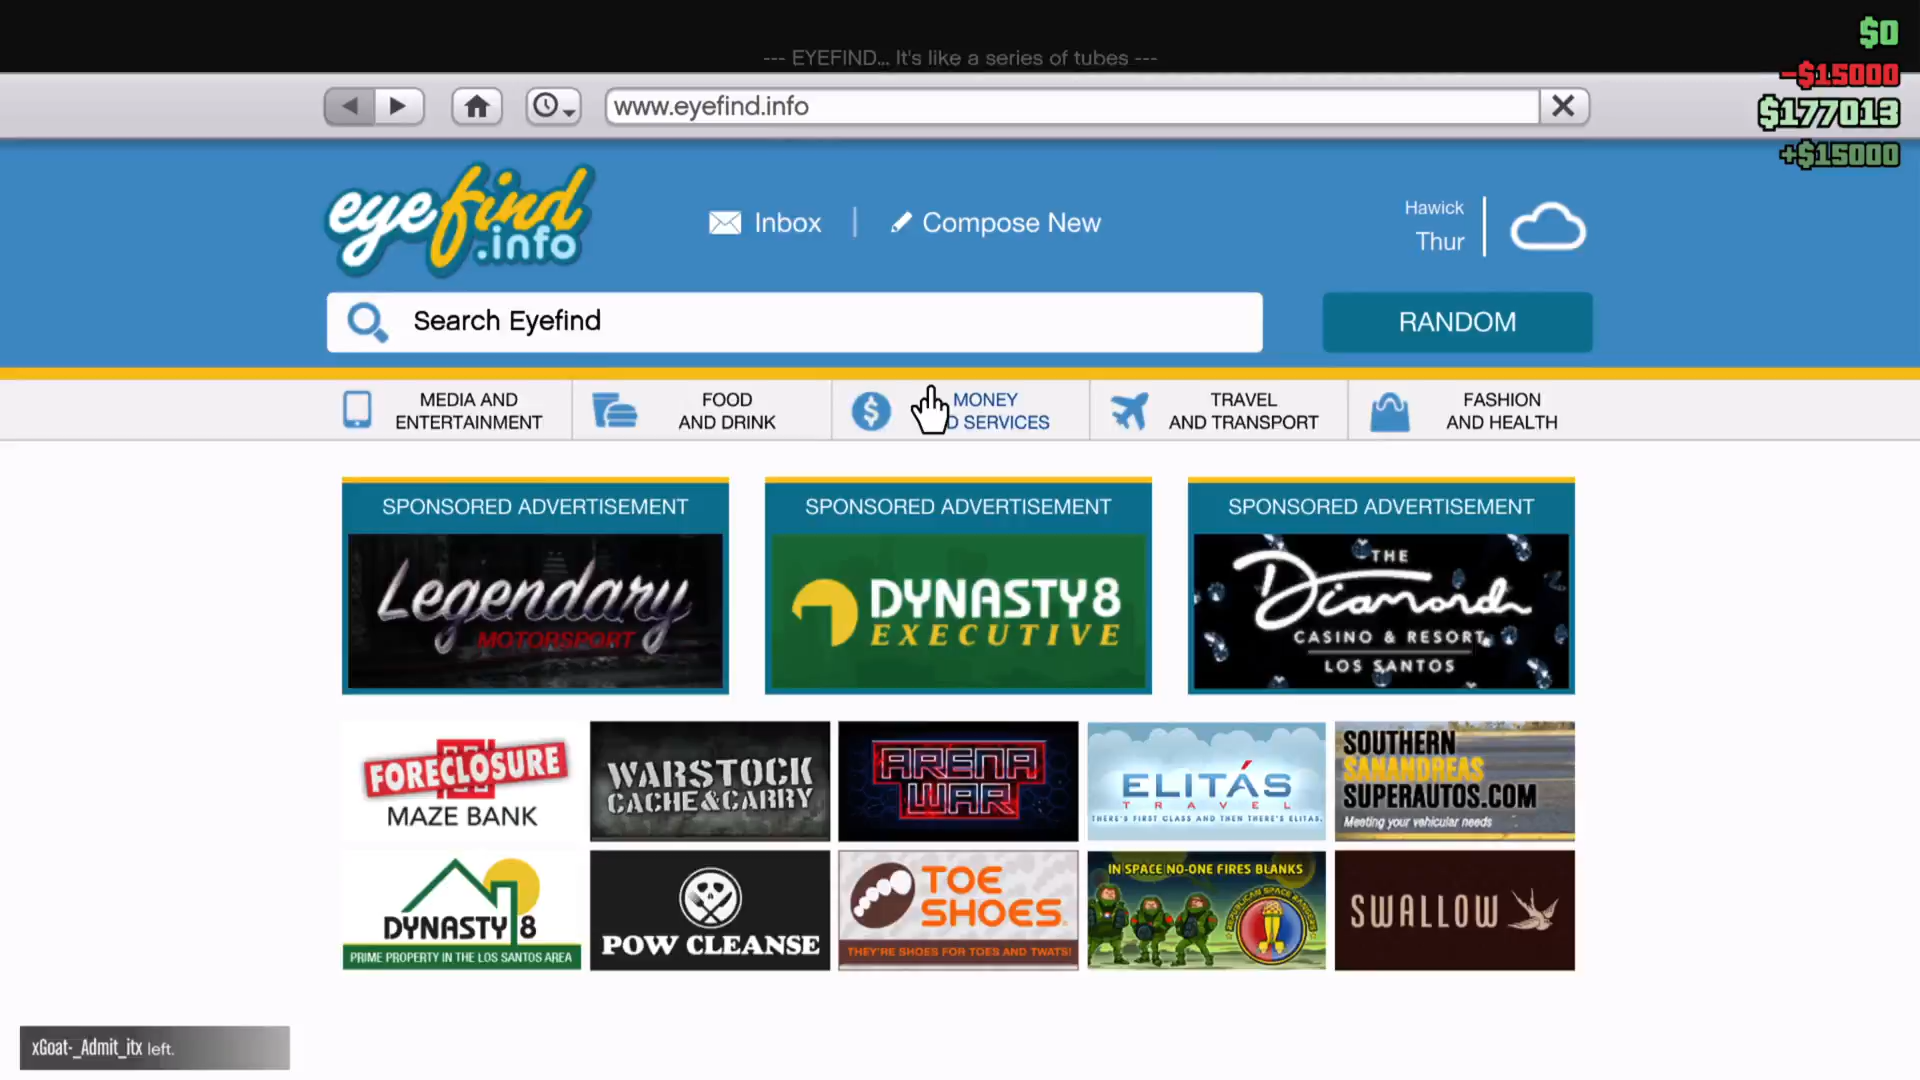 --- EYEFIND... It's like a series of tubes ---
$0
-$15000
$177013
+$15000
www.eyefind.info
eyefind
.info
Inbox
Compose New
Hawick
Thur
Search Eyefind
RANDOM
MEDIA AND
ENTERTAINMENT
FOOD
AND DRINK
MONEY
D SERVICES
TRAVEL
AND TRANSPORT
FASHION
AND HEALTH
SPONSORED ADVERTISEMENT
Legendary
MOTORSPORT
SPONSORED ADVERTISEMENT
DYNASTY8
EXECUTIVE
SPONSORED ADVERTISEMENT
THE
Diamond
CASINO & RESORT
LOS SANTOS
FORECLOSURE
MAZE BANK
WARSTOCK
CACHE&CARRY
ARENA
WAR
ELITÁS
TRAVEL
THERE'S FIRST CLASS AND THEN THERE'S ELITAS.
SOUTHERN
SANANDREAS
SUPERAUTOS.COM
Meeting your vehicular needs
DYNASTY 8
PRIME PROPERTY IN THE LOS SANTOS AREA
POW CLEANSE
TOE
SHOES
THEY'RE SHOES FOR TOES AND TWATS!
IN SPACE NO-ONE FIRES BLANKS
REPUBLICAN SPACE RANGERS
SWALLOW
xGoat-_Admit_itx left.